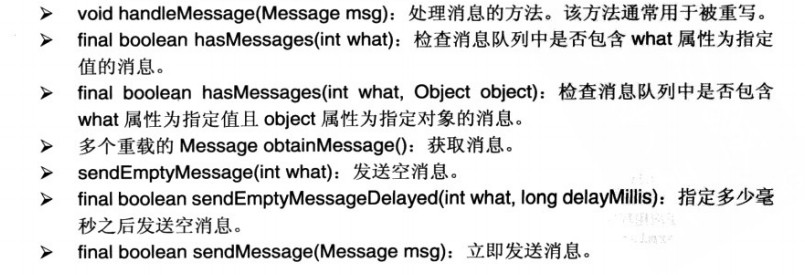 ➢ void handleMessage(Message msg)：处理消息的方法。该方法通常用于被重写。
➢ final boolean hasMessages(int what)：检查消息队列中是否包含 what 属性为指定
值的消息。
➢ final boolean hasMessages(int what, Object object)：检查消息队列中是否包含
what 属性为指定值且 object 属性为指定对象的消息。
➢ 多个重载的 Message obtainMessage()：获取消息。
➢ sendEmptyMessage(int what)：发送空消息。
➢ final boolean sendEmptyMessageDelayed(int what, long delayMillis)：指定多少毫
秒之后发送空消息。
➢ final boolean sendMessage(Message msg)：立即发送消息。